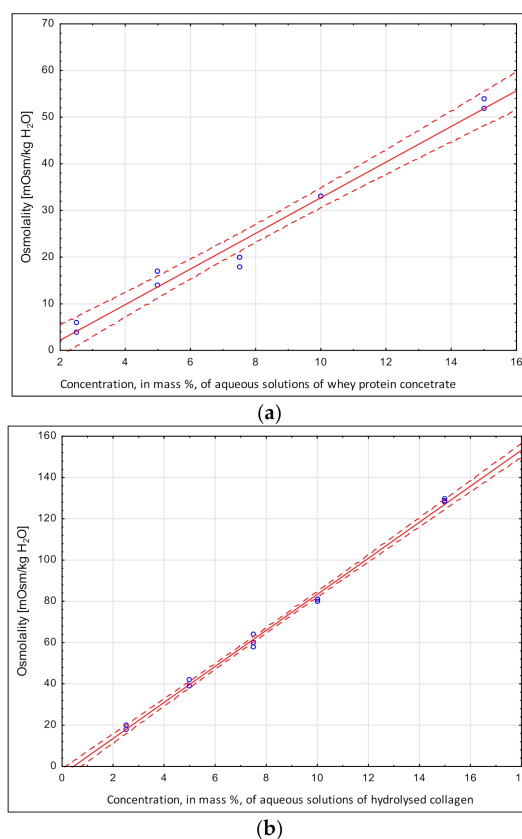 70
60
50
40
30
20
10
0
Osmolality [mOsm/kg H₂O]
2 4 6 8 10 12 14 16
Concentration, in mass %, of aqueous solutions of whey protein concetrate
(a)
160
140
120
100
80
60
40
20
0
Osmolality [mOsm/kg H₂O]
0 2 4 6 8 10 12 14 16 1
Concentration, in mass %, of aqueous solutions of hydrolysed collagen
(b)